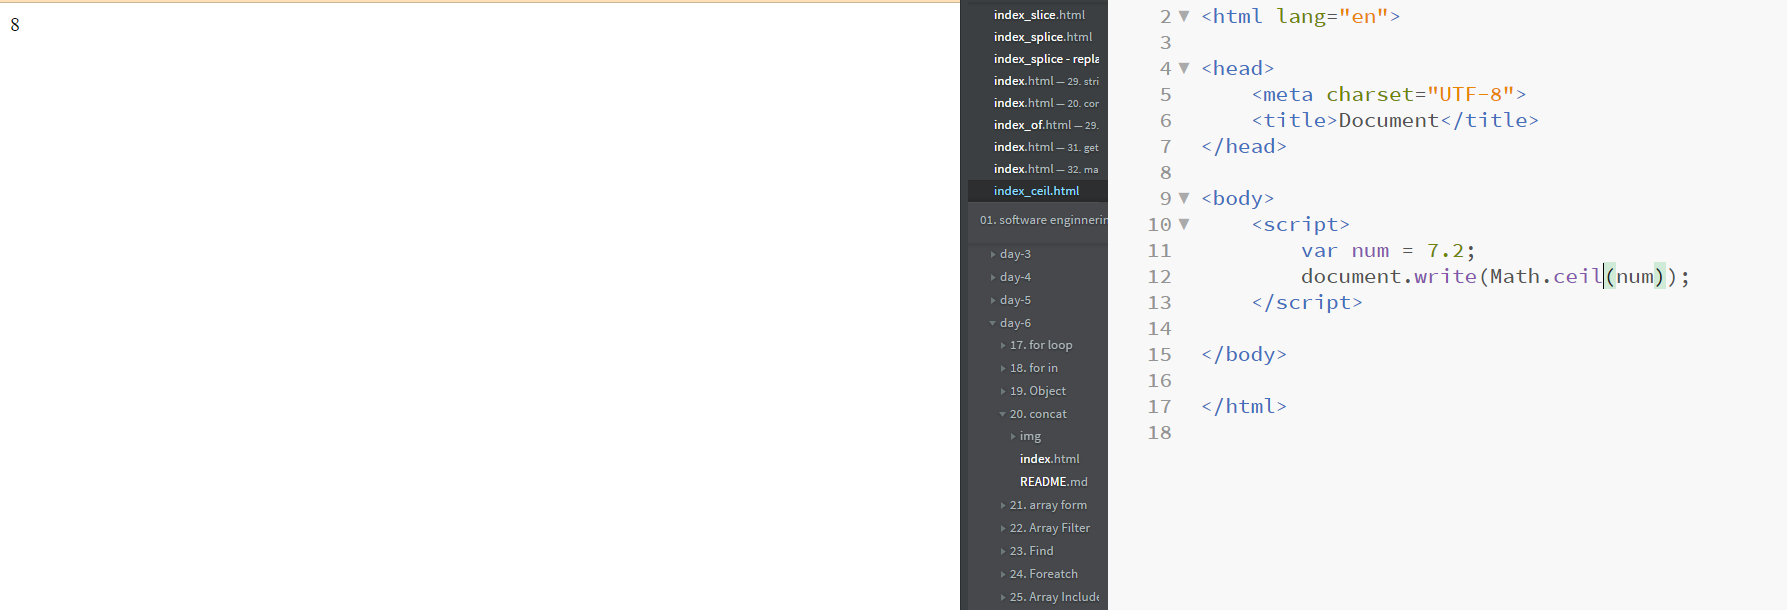 8
index_slice.html
index_splice.html
index_splice - repla
index.html — 29. stri
index.html — 20. cor
index_of.html — 29.
index.html — 31. get
index.html — 32. ma
index_ceil.html
01. software enginnerin
day-3
day-4
day-5
day-6
17. for loop
18. for in
19. Object
20. concat
img
index.html
README.md
21. array form
22. Array Filter
23. Find
24. Foreatch
25. Array Include
2 <html lang="en">
3
4 <head>
5 <meta charset="UTF-8">
6 <title>Document</title>
7 </head>
8
9 <body>
10 <script>
11 var num = 7.2;
12 document.write(Math.ceil(num));
13 </script>
14
15 </body>
16
17 </html>
18